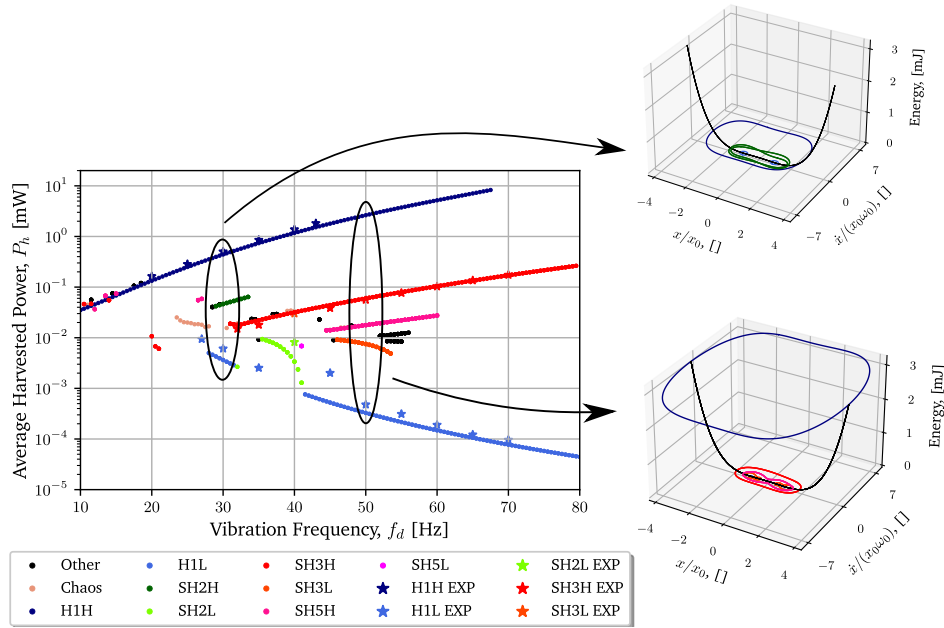 Average Harvested Power, P_h [mW]
10^1
10^0
10^-1
10^-2
10^-3
10^-4
10^-5
10 20 30 40 50 60 70 80
Vibration Frequency, f_d [Hz]
Energy, [mJ]
3
2
1
0
−4 −2 0 2 4
x/x_0, []
−7 0 7
ẋ/(x_0ω_0), []
Energy, [mJ]
3
2
1
0
−4 −2 0 2 4
x/x_0, []
−7 0 7
ẋ/(x_0ω_0), []
Other H1L SH3H SH5L SH2L EXP
Chaos SH2H SH3L H1H EXP SH3H EXP
H1H SH2L SH5H H1L EXP SH3L EXP